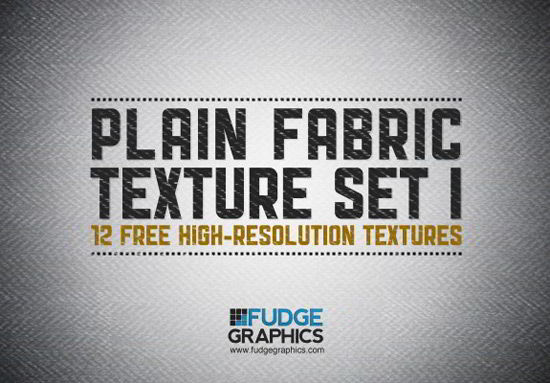 PLAIN FABRIC
TEXTURE SET I
12 FREE HIGH-RESOLUTION TEXTURES
FUDGE
GRAPHICS
www.fudgegraphics.com